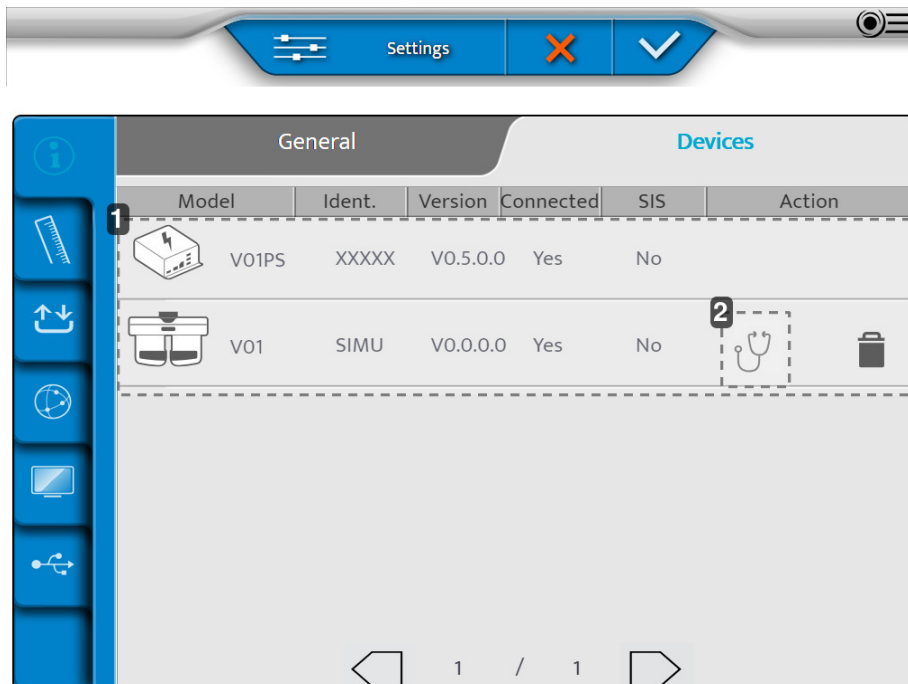 Settings
General Devices
Model Ident. Version Connected SIS Action
1
V01PS XXXXX V0.5.0.0 Yes No
2
V01 SIMU V0.0.0.0 Yes No
1 / 1